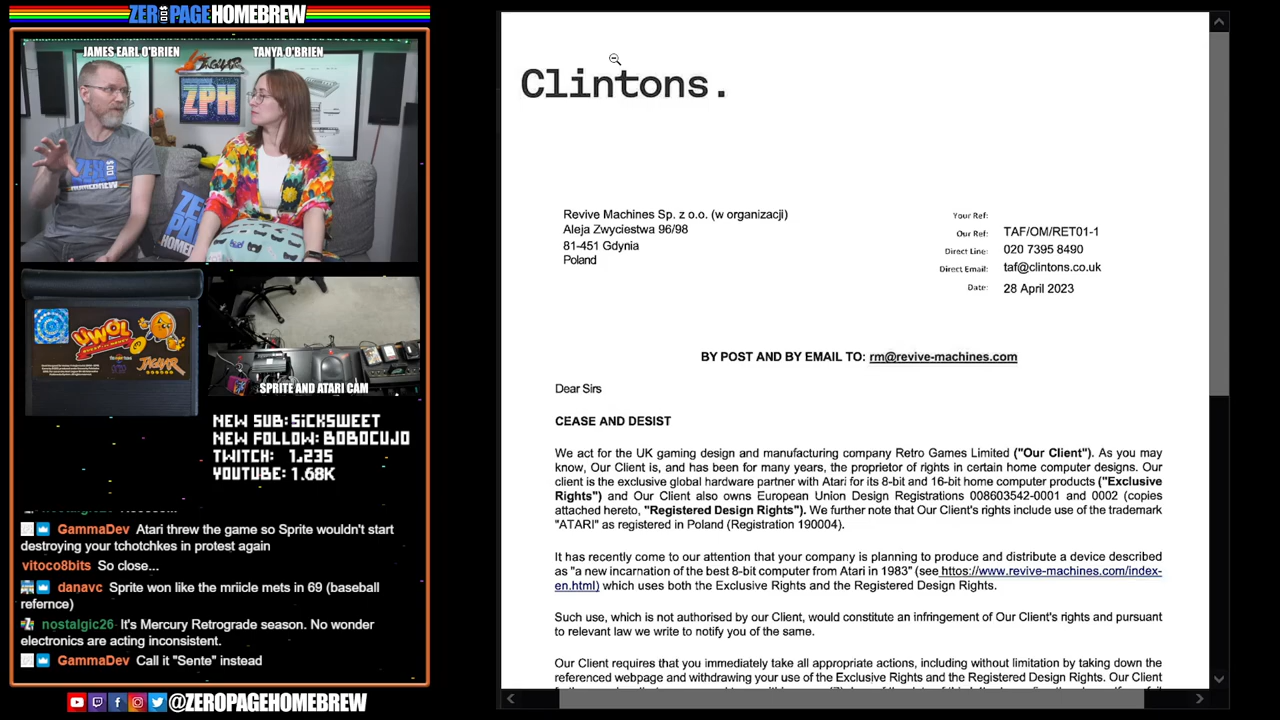 ZERO PAGE HOMEBREW
JAMES EARL O'BRIEN
TANYA O'BRIEN
JAGUAR
ZPH
ZERO
PAGE
HOMEBREW
ZERO
PAGE
HOMEBREW
UWOL
JAGUAR
SPRITE AND ATARI CAM
NEW SUB: SICKSWEET
NEW FOLLOW: BOBOCUJO
TWITCH: 1,235
YOUTUBE: 1.68K
GammaDev Atari threw the game so Sprite wouldn't start
destroying your tchotchkes in protest again
vitoco8bits So close...
danavc Sprite won like the mriicle mets in 69 (baseball
refernce)
nostalgic26 It's Mercury Retrograde season. No wonder
electronics are acting inconsistent.
GammaDev Call it "Sente" instead
@ZEROPAGEHOMEBREW
Clintons.
Revive Machines Sp. z o.o. (w organizacji)
Aleja Zwyciestwa 96/98
81-451 Gdynia
Poland
Your Ref:
Our Ref: TAF/OM/RET01-1
Direct Line: 020 7395 8490
Direct Email: taf@clintons.co.uk
Date: 28 April 2023
BY POST AND BY EMAIL TO: rm@revive-machines.com
Dear Sirs
CEASE AND DESIST
We act for the UK gaming design and manufacturing company Retro Games Limited ("Our Client"). As you may
know, Our Client is, and has been for many years, the proprietor of rights in certain home computer designs. Our
client is the exclusive global hardware partner with Atari for its 8-bit and 16-bit home computer products ("Exclusive
Rights") and Our Client also owns European Union Design Registrations 008603542-0001 and 0002 (copies
attached hereto, "Registered Design Rights"). We further note that Our Client's rights include use of the trademark
"ATARI" as registered in Poland (Registration 190004).
It has recently come to our attention that your company is planning to produce and distribute a device described
as "a new incarnation of the best 8-bit computer from Atari in 1983" (see httos://www.revive-machines.com/index-
en.html) which uses both the Exclusive Rights and the Registered Design Rights.
Such use, which is not authorised by our Client, would constitute an infringement of Our Client's rights and pursuant
to relevant law we write to notify you of the same.
Our Client requires that you immediately take all appropriate actions, including without limitation by taking down the
referenced webpage and withdrawing your use of the Exclusive Rights and the Registered Design Rights. Our Client